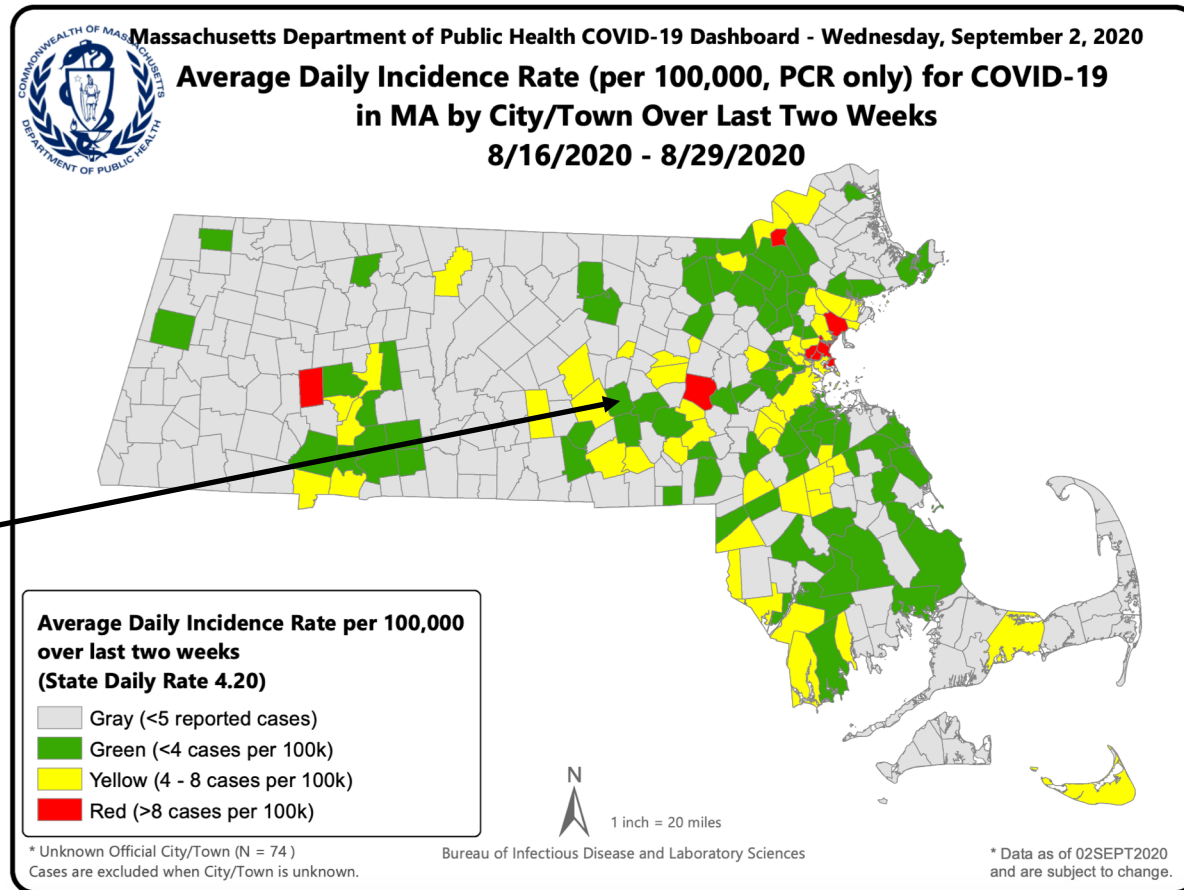 COMMONWEALTH OF MASSACHUSETTS
DEPARTMENT OF PUBLIC HEALTH
Massachusetts Department of Public Health COVID-19 Dashboard - Wednesday, September 2, 2020
Average Daily Incidence Rate (per 100,000, PCR only) for COVID-19
in MA by City/Town Over Last Two Weeks
8/16/2020 - 8/29/2020
Average Daily Incidence Rate per 100,000
over last two weeks
(State Daily Rate 4.20)
Gray (<5 reported cases)
Green (<4 cases per 100k)
Yellow (4 - 8 cases per 100k)
Red (>8 cases per 100k)
N
1 inch = 20 miles
* Unknown Official City/Town (N = 74 )
Cases are excluded when City/Town is unknown.
Bureau of Infectious Disease and Laboratory Sciences
* Data as of 02SEPT2020
and are subject to change.